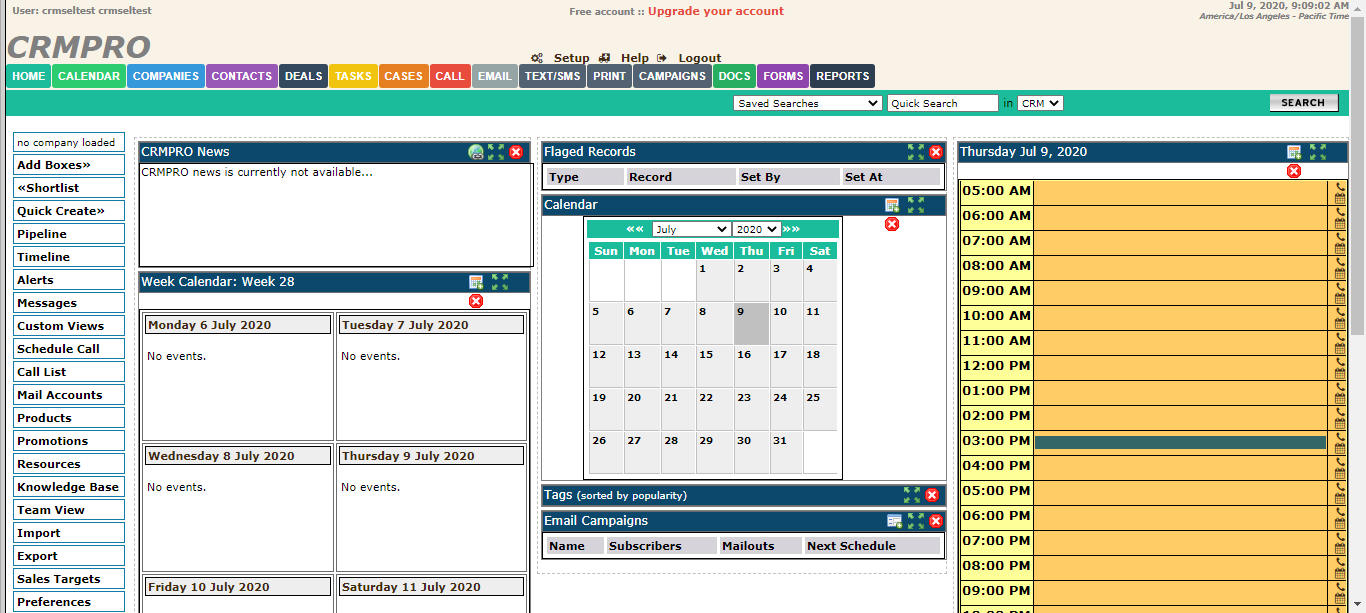 User: crmseltest crmseltest
Free account :: Upgrade your account
Jul 9, 2020, 9:09:02 AM
America/Los Angeles - Pacific Time
CRMPRO
Setup Help Logout
HOME CALENDAR COMPANIES CONTACTS DEALS TASKS CASES CALL EMAIL TEXT/SMS PRINT CAMPAIGNS DOCS FORMS REPORTS
Saved Searches Quick Search in CRM SEARCH
no company loaded
Add Boxes»
«Shortlist
Quick Create»
Pipeline
Timeline
Alerts
Messages
Custom Views
Schedule Call
Call List
Mail Accounts
Products
Promotions
Resources
Knowledge Base
Team View
Import
Export
Sales Targets
Preferences
CRMPRO News
CRMPRO news is currently not available...
Week Calendar: Week 28
Monday 6 July 2020 Tuesday 7 July 2020
No events. No events.
Wednesday 8 July 2020 Thursday 9 July 2020
No events. No events.
Friday 10 July 2020 Saturday 11 July 2020
Flaged Records
Type Record Set By Set At
Calendar
«« July 2020 »»
Sun Mon Tue Wed Thu Fri Sat
1 2 3 4
5 6 7 8 9 10 11
12 13 14 15 16 17 18
19 20 21 22 23 24 25
26 27 28 29 30 31
Tags (sorted by popularity)
Email Campaigns
Name Subscribers Mailouts Next Schedule
Thursday Jul 9, 2020
05:00 AM
06:00 AM
07:00 AM
08:00 AM
09:00 AM
10:00 AM
11:00 AM
12:00 PM
01:00 PM
02:00 PM
03:00 PM
04:00 PM
05:00 PM
06:00 PM
07:00 PM
08:00 PM
09:00 PM